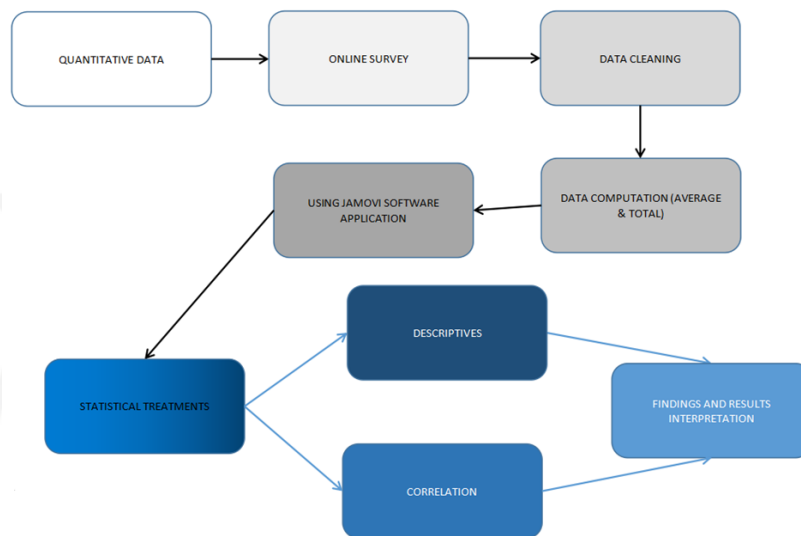 QUANTITATIVE DATA
ONLINE SURVEY
DATA CLEANING
DATA COMPUTATION (AVERAGE
& TOTAL)
USING JAMOVI SOFTWARE
APPLICATION
STATISTICAL TREATMENTS
DESCRIPTIVES
CORRELATION
FINDINGS AND RESULTS
INTERPRETATION